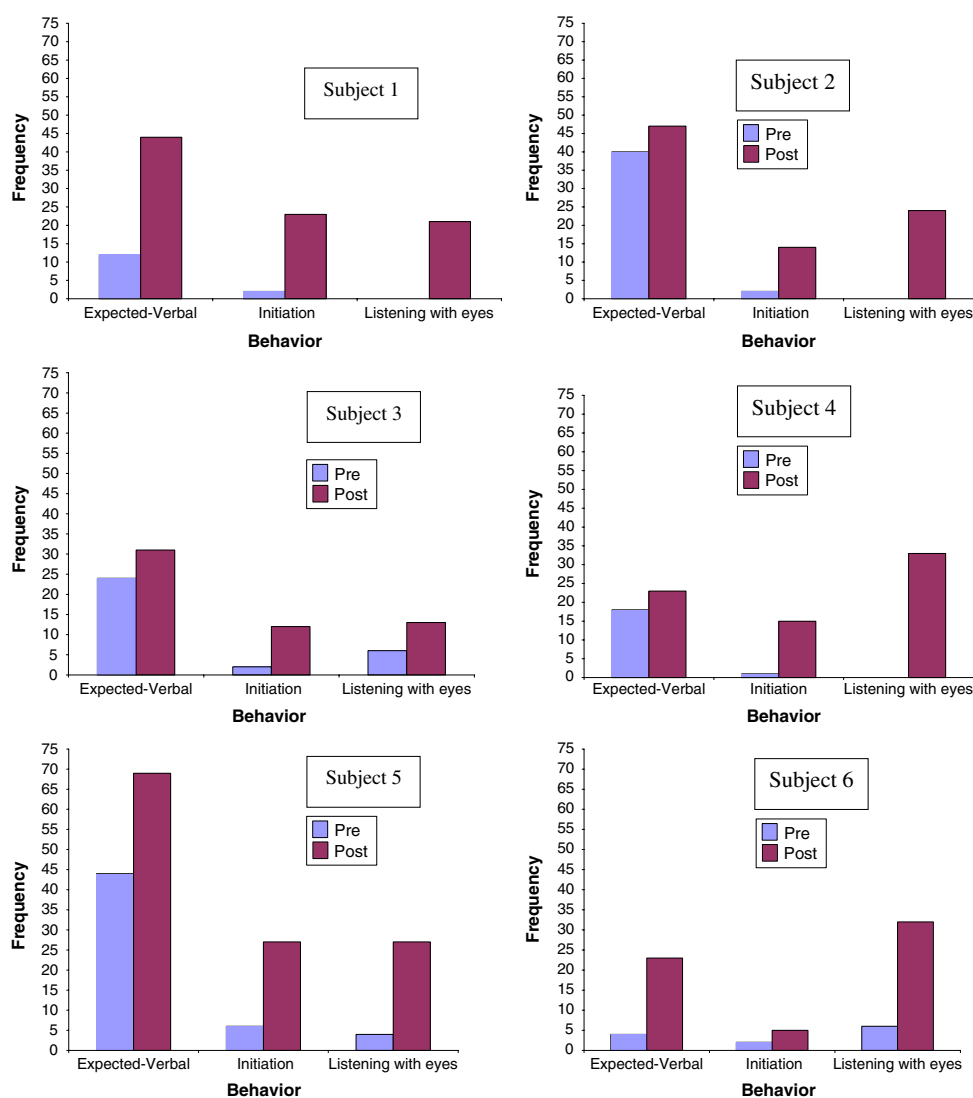 Subject 1
Frequency
75
70
65
60
55
50
45
40
35
30
25
20
15
10
5
0
Expected-Verbal Initiation Listening with eyes
Behavior
Subject 2
Pre
Post
Frequency
75
70
65
60
55
50
45
40
35
30
25
20
15
10
5
0
Expected-Verbal Initiation Listening with eyes
Behavior
Subject 3
Pre
Post
Frequency
75
70
65
60
55
50
45
40
35
30
25
20
15
10
5
0
Expected-Verbal Initiation Listening with eyes
Behavior
Subject 4
Pre
Post
Frequency
75
70
65
60
55
50
45
40
35
30
25
20
15
10
5
0
Expected-Verbal Initiation Listening with eyes
Behavior
Subject 5
Pre
Post
Frequency
75
70
65
60
55
50
45
40
35
30
25
20
15
10
5
0
Expected-Verbal Initiation Listening with eyes
Behavior
Subject 6
Pre
Post
Frequency
75
70
65
60
55
50
45
40
35
30
25
20
15
10
5
0
Expected-Verbal Initiation Listening with eyes
Behavior